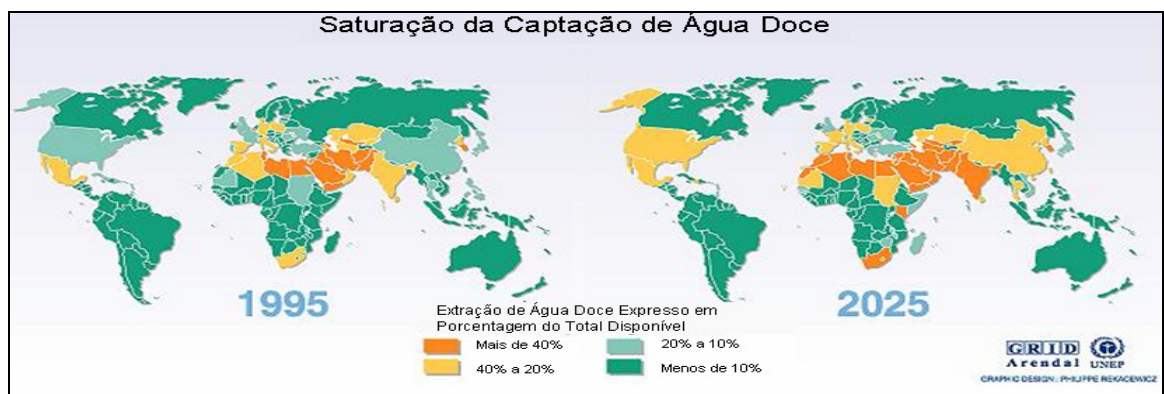 Saturação da Captação de Água Doce
1995
2025
Extração de Água Doce Expresso em
Porcentagem do Total Disponível
Mais de 40%
20% a 10%
40% a 20%
Menos de 10%
GRID
Arendal UNEP
GRAPHIC DESIGN : PHILIPPE REKACEWICZ